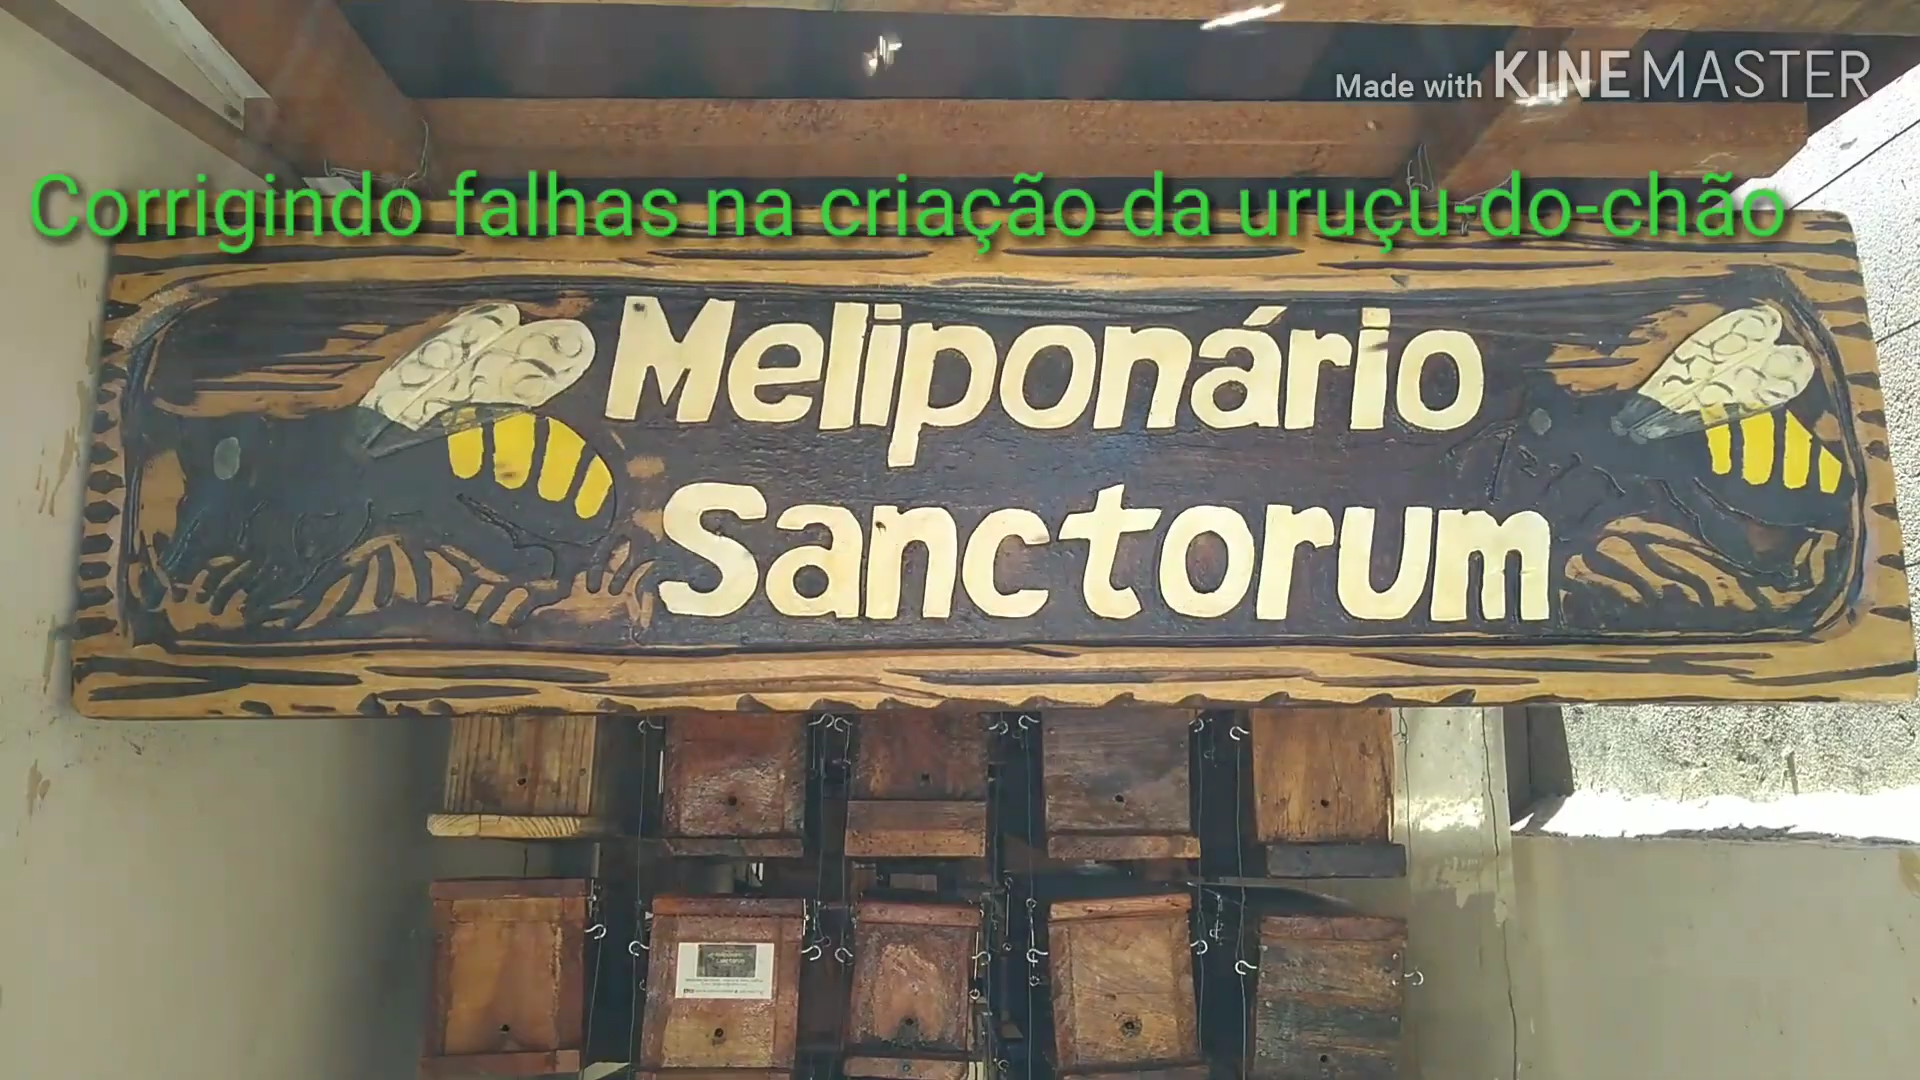 Made with KINEMASTER
Corrigindo falhas na criação da uruçu-do-chão
Meliponário
Sanctorum